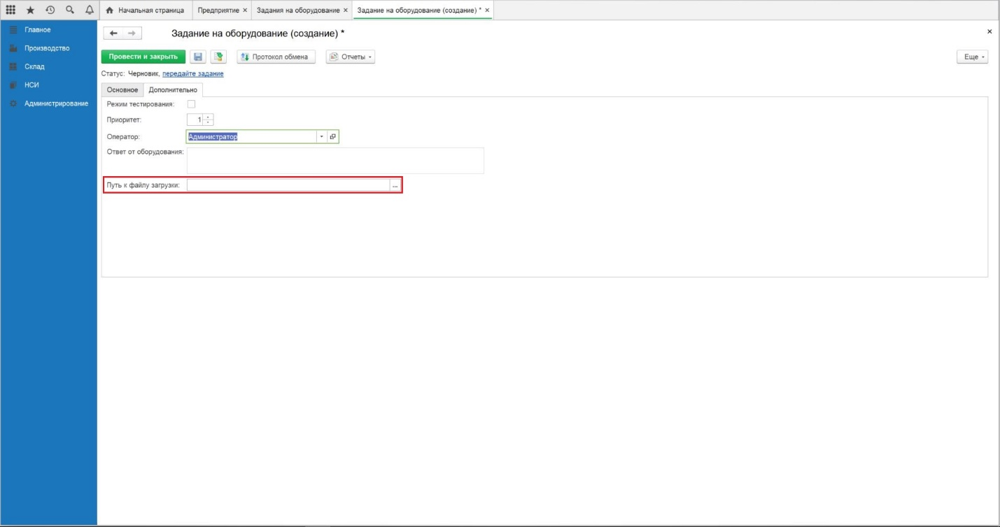 Начальная страница Предприятие × Задания на оборудование × Задание на оборудование (создание) * ×
Главное
Производство
Склад
НСИ
Администрирование
Задание на оборудование (создание) *
Провести и закрыть Протокол обмена Отчеты Еще
Статус: Черновик, передайте задание
Основное Дополнительно
Режим тестирования:
Приоритет: 1
Оператор: Администратор
Ответ от оборудования:
Путь к файлу загрузки: ...